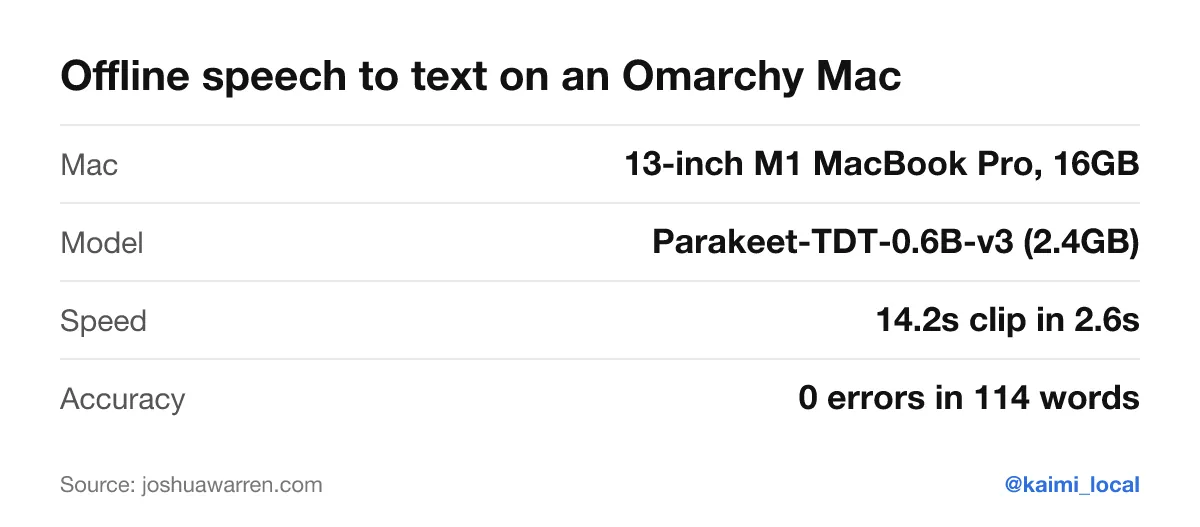 Offline speech to text on an Omarchy Mac
Mac 13-inch M1 MacBook Pro, 16GB
Model Parakeet-TDT-0.6B-v3 (2.4GB)
Speed 14.2s clip in 2.6s
Accuracy 0 errors in 114 words
Source: joshuawarren.com @kaimi_local